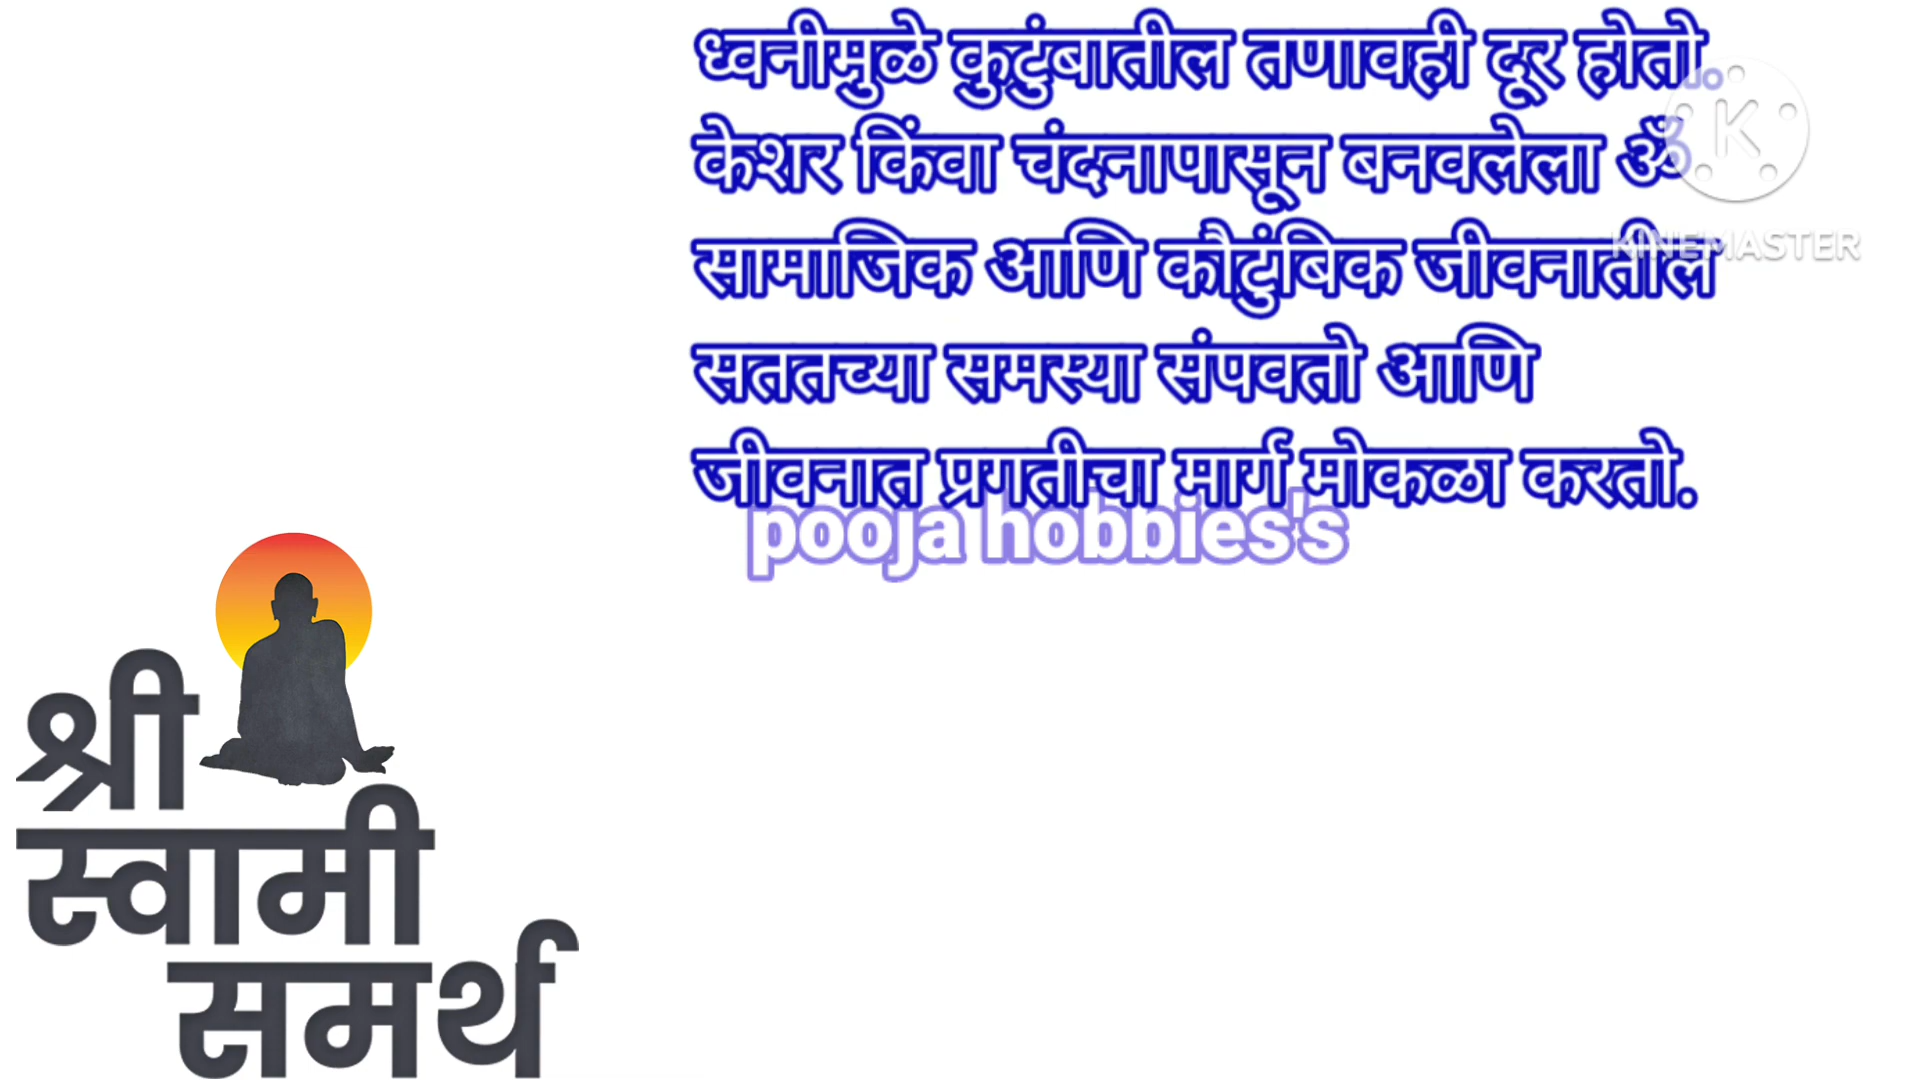 ध्वनीमुळे कुटुंबातील तणावही दूर होतो..
केशर किंवा चंदनापासून बनवलेला ॐ
सामाजिक आणि कौटुंबिक जीवनातील
सततच्या समस्या संपवतो आणि
जीवनात प्रगतीचा मार्ग मोकळा करतो.
pooja hobbies's
K
KINEMASTER
श्री
स्वामी
समर्थ